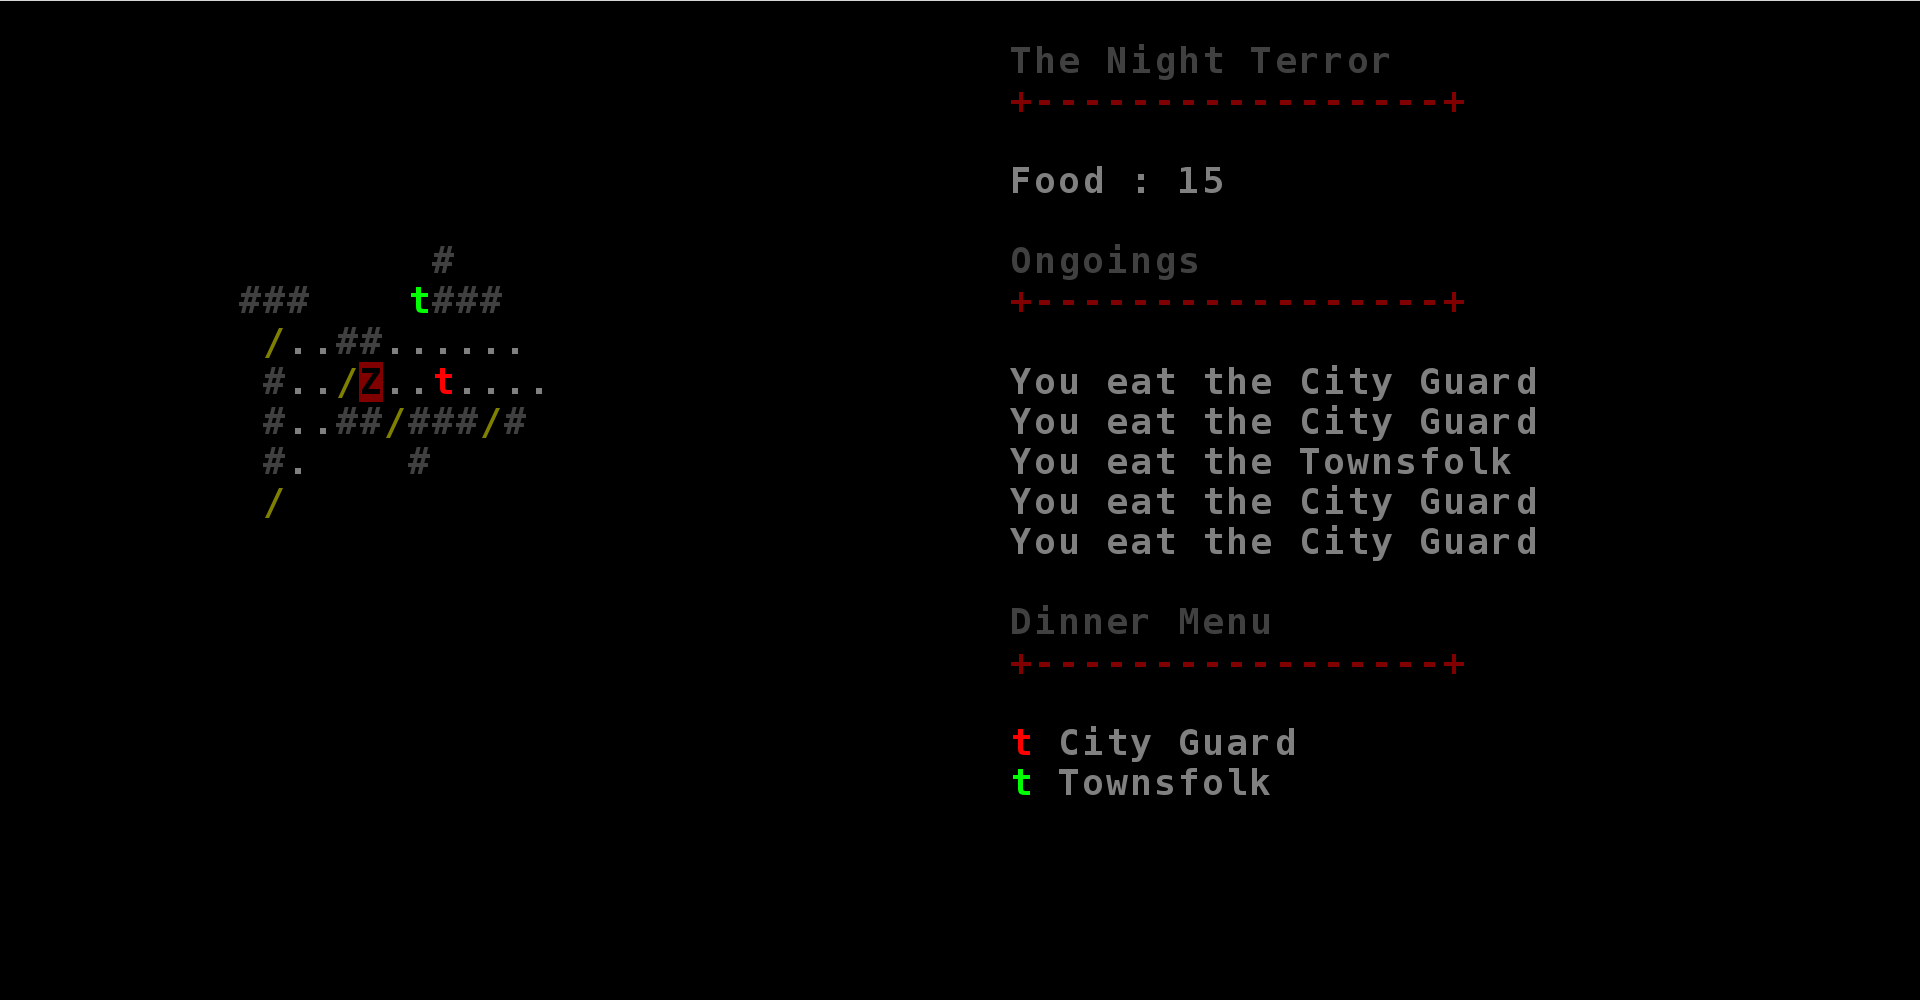 #
###    t###
 /..##......
 #../Z..t....
 #..##/###/#
 #.    #
 /
The Night Terror
+-----------------+
Food : 15
Ongoings
+-----------------+
You eat the City Guard
You eat the City Guard
You eat the Townsfolk
You eat the City Guard
You eat the City Guard
Dinner Menu
+-----------------+
t City Guard
t Townsfolk